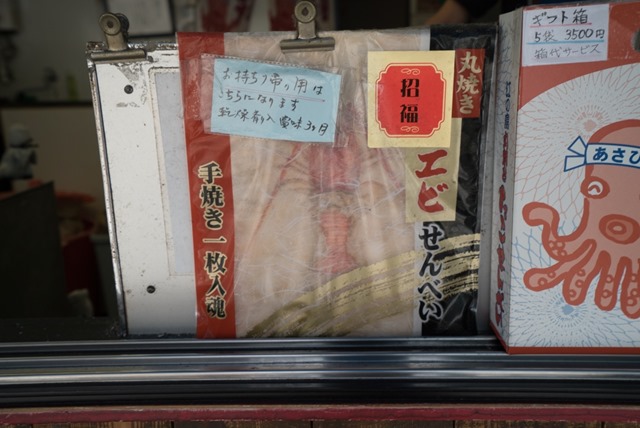 お持ち帰り用は
こちらになります
乾燥剤入 賞味3ヶ月
招福
丸焼き
エビ
せんべい
手焼き一枚入魂
ギフト箱
5袋 3500円
箱代サービス
あさひ